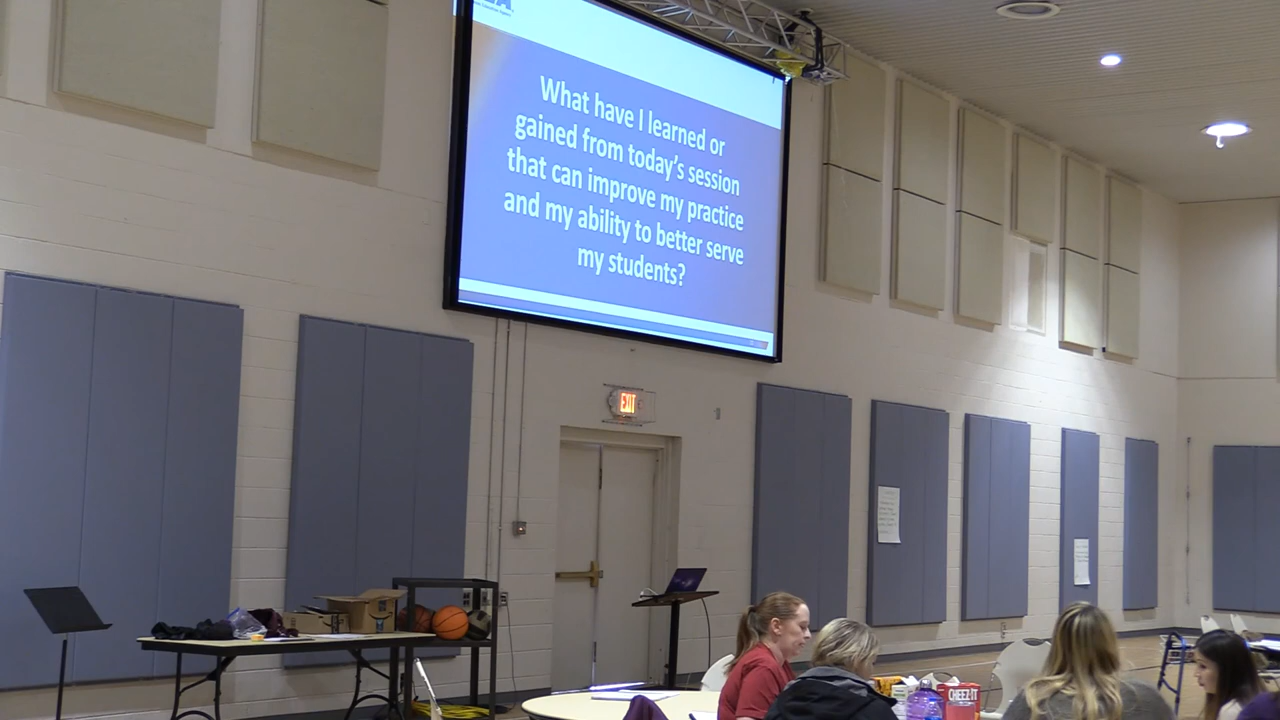 What have I learned or
gained from today's session
that can improve my practice
and my ability to better serve
my students?
EXIT
CHEEZ-IT